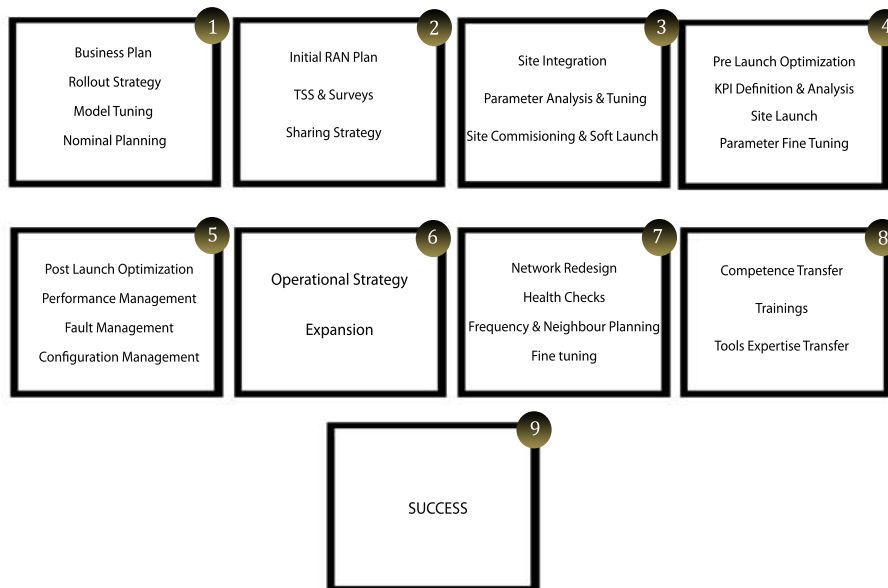 1
Business Plan
Rollout Strategy
Model Tuning
Nominal Planning
2
Initial RAN Plan
TSS & Surveys
Sharing Strategy
3
Site Integration
Parameter Analysis & Tuning
Site Commisioning & Soft Launch
4
Pre Launch Optimization
KPI Definition & Analysis
Site Launch
Parameter Fine Tuning
5
Post Launch Optimization
Performance Management
Fault Management
Configuration Management
6
Operational Strategy
Expansion
7
Network Redesign
Health Checks
Frequency & Neighbour Planning
Fine tuning
8
Competence Transfer
Trainings
Tools Expertise Transfer
9
SUCCESS